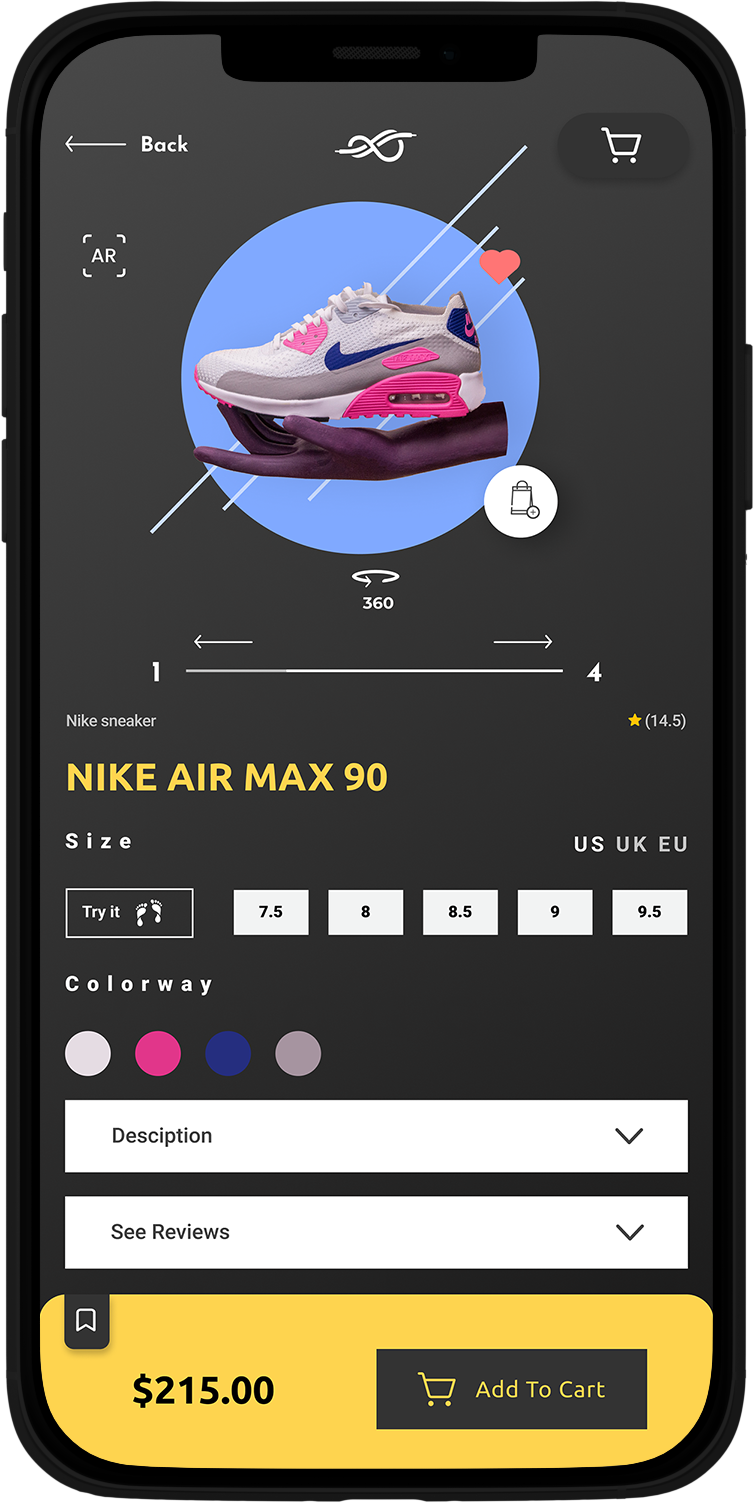 Back
AR
360
1 4
Nike sneaker (14.5)
NIKE AIR MAX 90
Size US UK EU
Try it 7.5 8 8.5 9 9.5
Colorway
Desciption
See Reviews
$215.00 Add To Cart